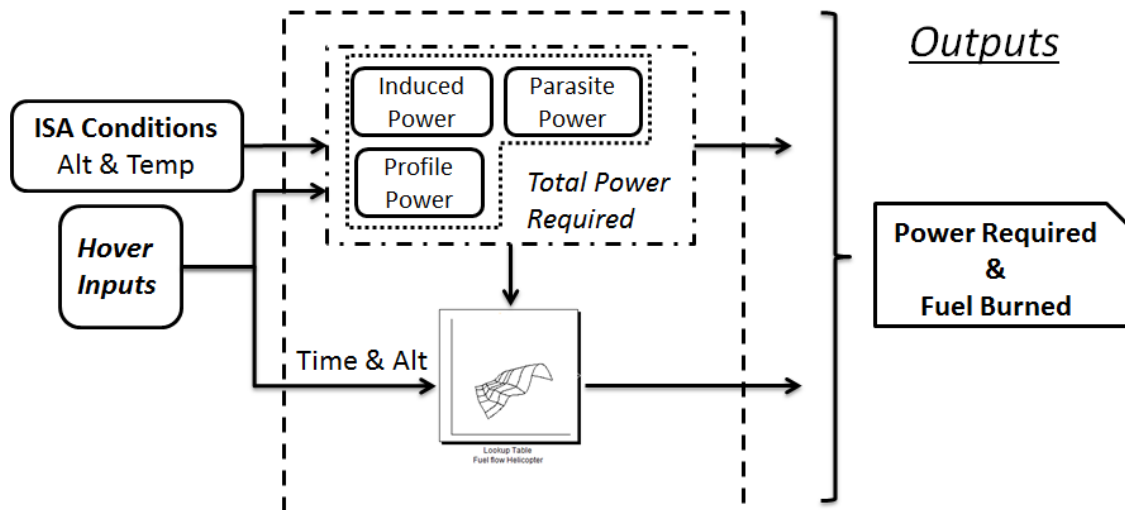 Outputs
Induced
Power
Parasite
Power
ISA Conditions
Alt & Temp
Profile
Power
Total Power
Required
Hover
Inputs
Power Required
&
Fuel Burned
Time & Alt
Lookup Table
Fuel flow Helicopter